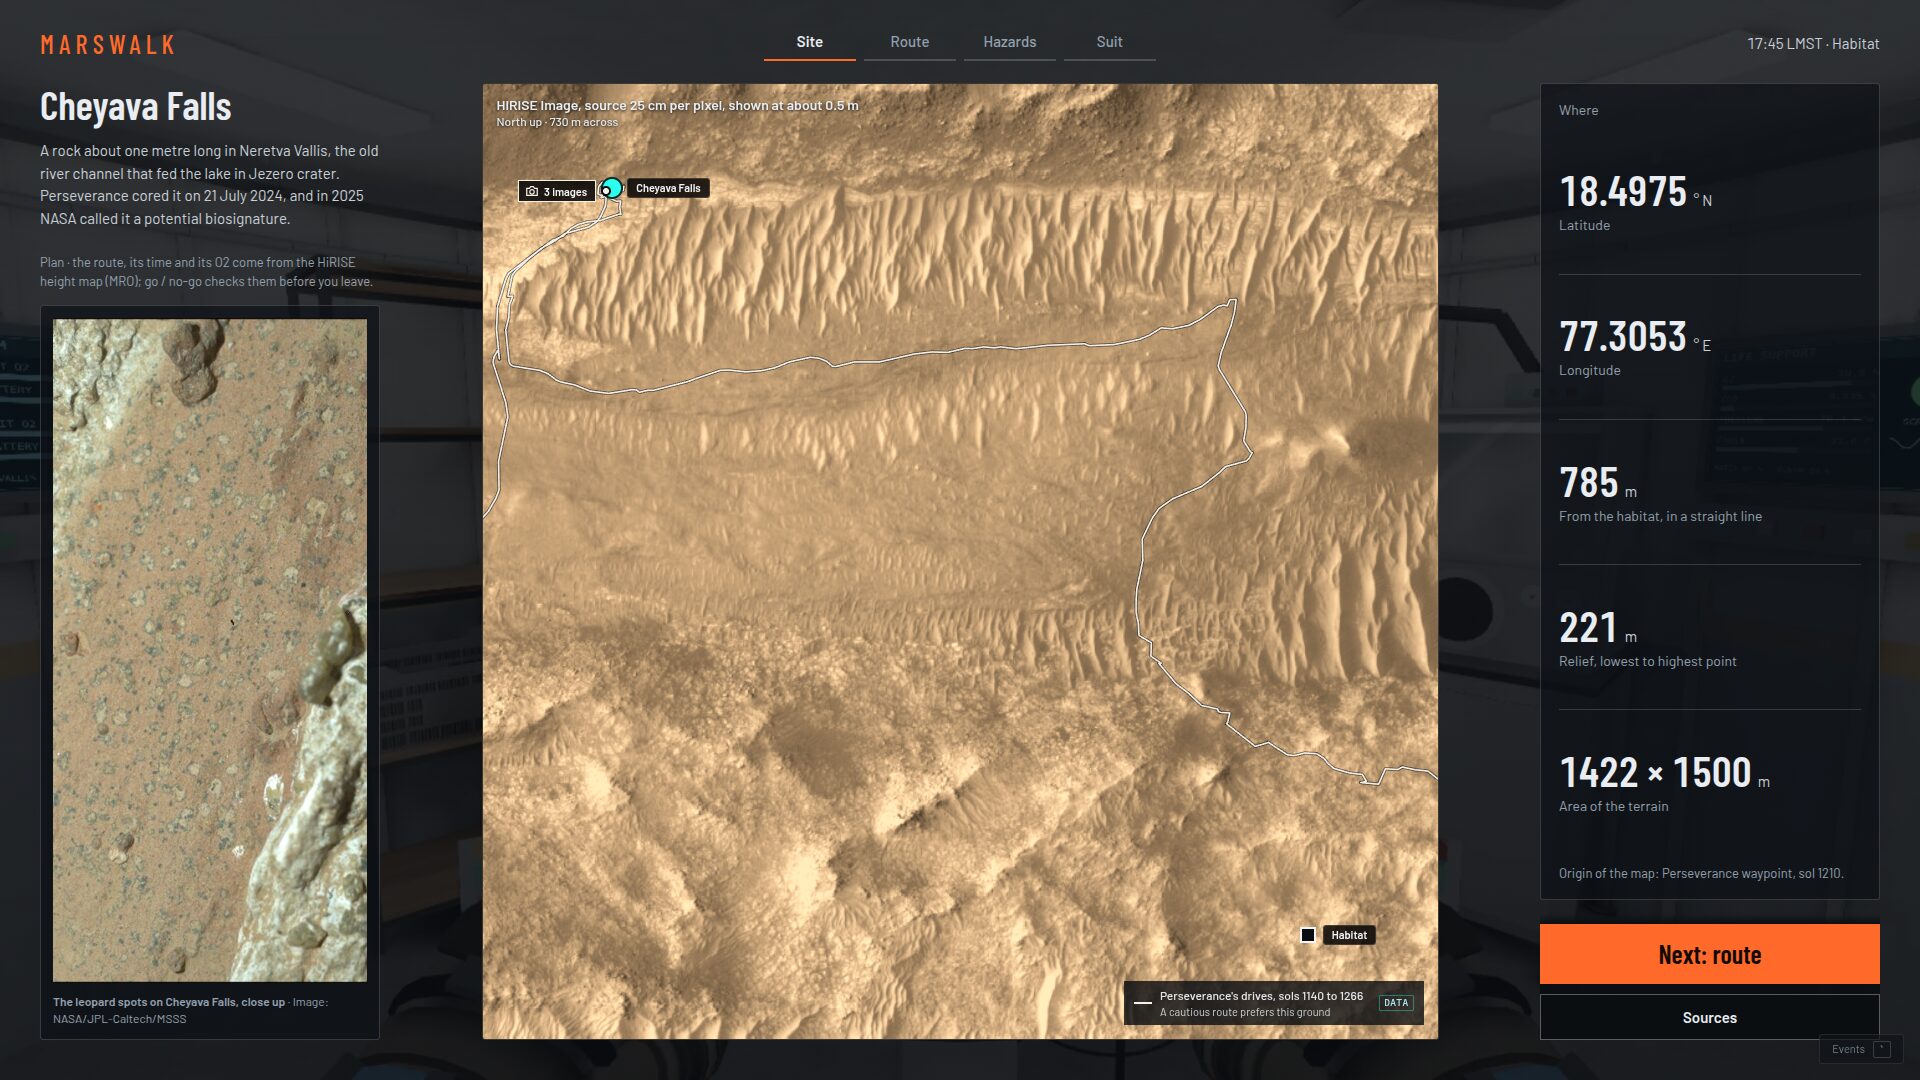 MARSWALK
Site
Route
Hazards
Suit
17:45 LMST · Habitat
Cheyava Falls
A rock about one metre long in Neretva Vallis, the old
river channel that fed the lake in Jezero crater.
Perseverance cored it on 21 July 2024, and in 2025
NASA called it a potential biosignature.
Plan · the route, its time and its O2 come from the HiRISE
height map (MRO); go / no-go checks them before you leave.
The leopard spots on Cheyava Falls, close up · Image:
NASA/JPL-Caltech/MSSS
HiRISE Image, source 25 cm per pixel, shown at about 0.5 m
North up · 730 m across
3 images
Cheyava Falls
Habitat
Perseverance's drives, sols 1140 to 1266
A cautious route prefers this ground
DATA
Where
18.4975 ° N
Latitude
77.3053 ° E
Longitude
785 m
From the habitat, in a straight line
221 m
Relief, lowest to highest point
1422 × 1500 m
Area of the terrain
Origin of the map: Perseverance waypoint, sol 1210.
Next: route
Sources
Events
LIFE SUPPORT